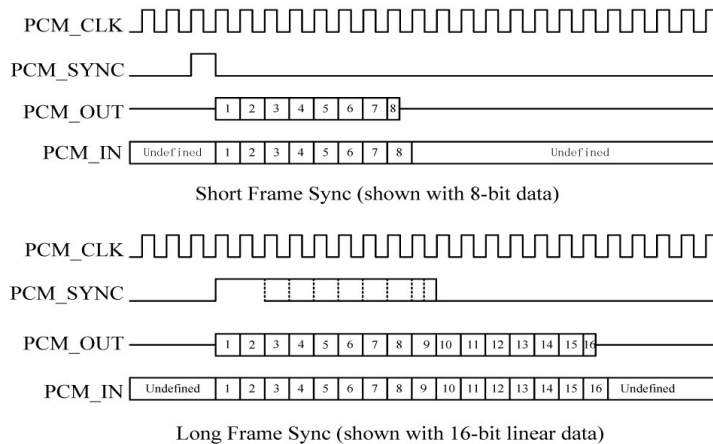 PCM_CLK
PCM_SYNC
PCM_OUT 1 2 3 4 5 6 7 8
PCM_IN Undefined 1 2 3 4 5 6 7 8 Undefined
Short Frame Sync (shown with 8-bit data)
PCM_CLK
PCM_SYNC
PCM_OUT 1 2 3 4 5 6 7 8 9 10 11 12 13 14 15 16
PCM_IN Undefined 1 2 3 4 5 6 7 8 9 10 11 12 13 14 15 16 Undefined
Long Frame Sync (shown with 16-bit linear data)